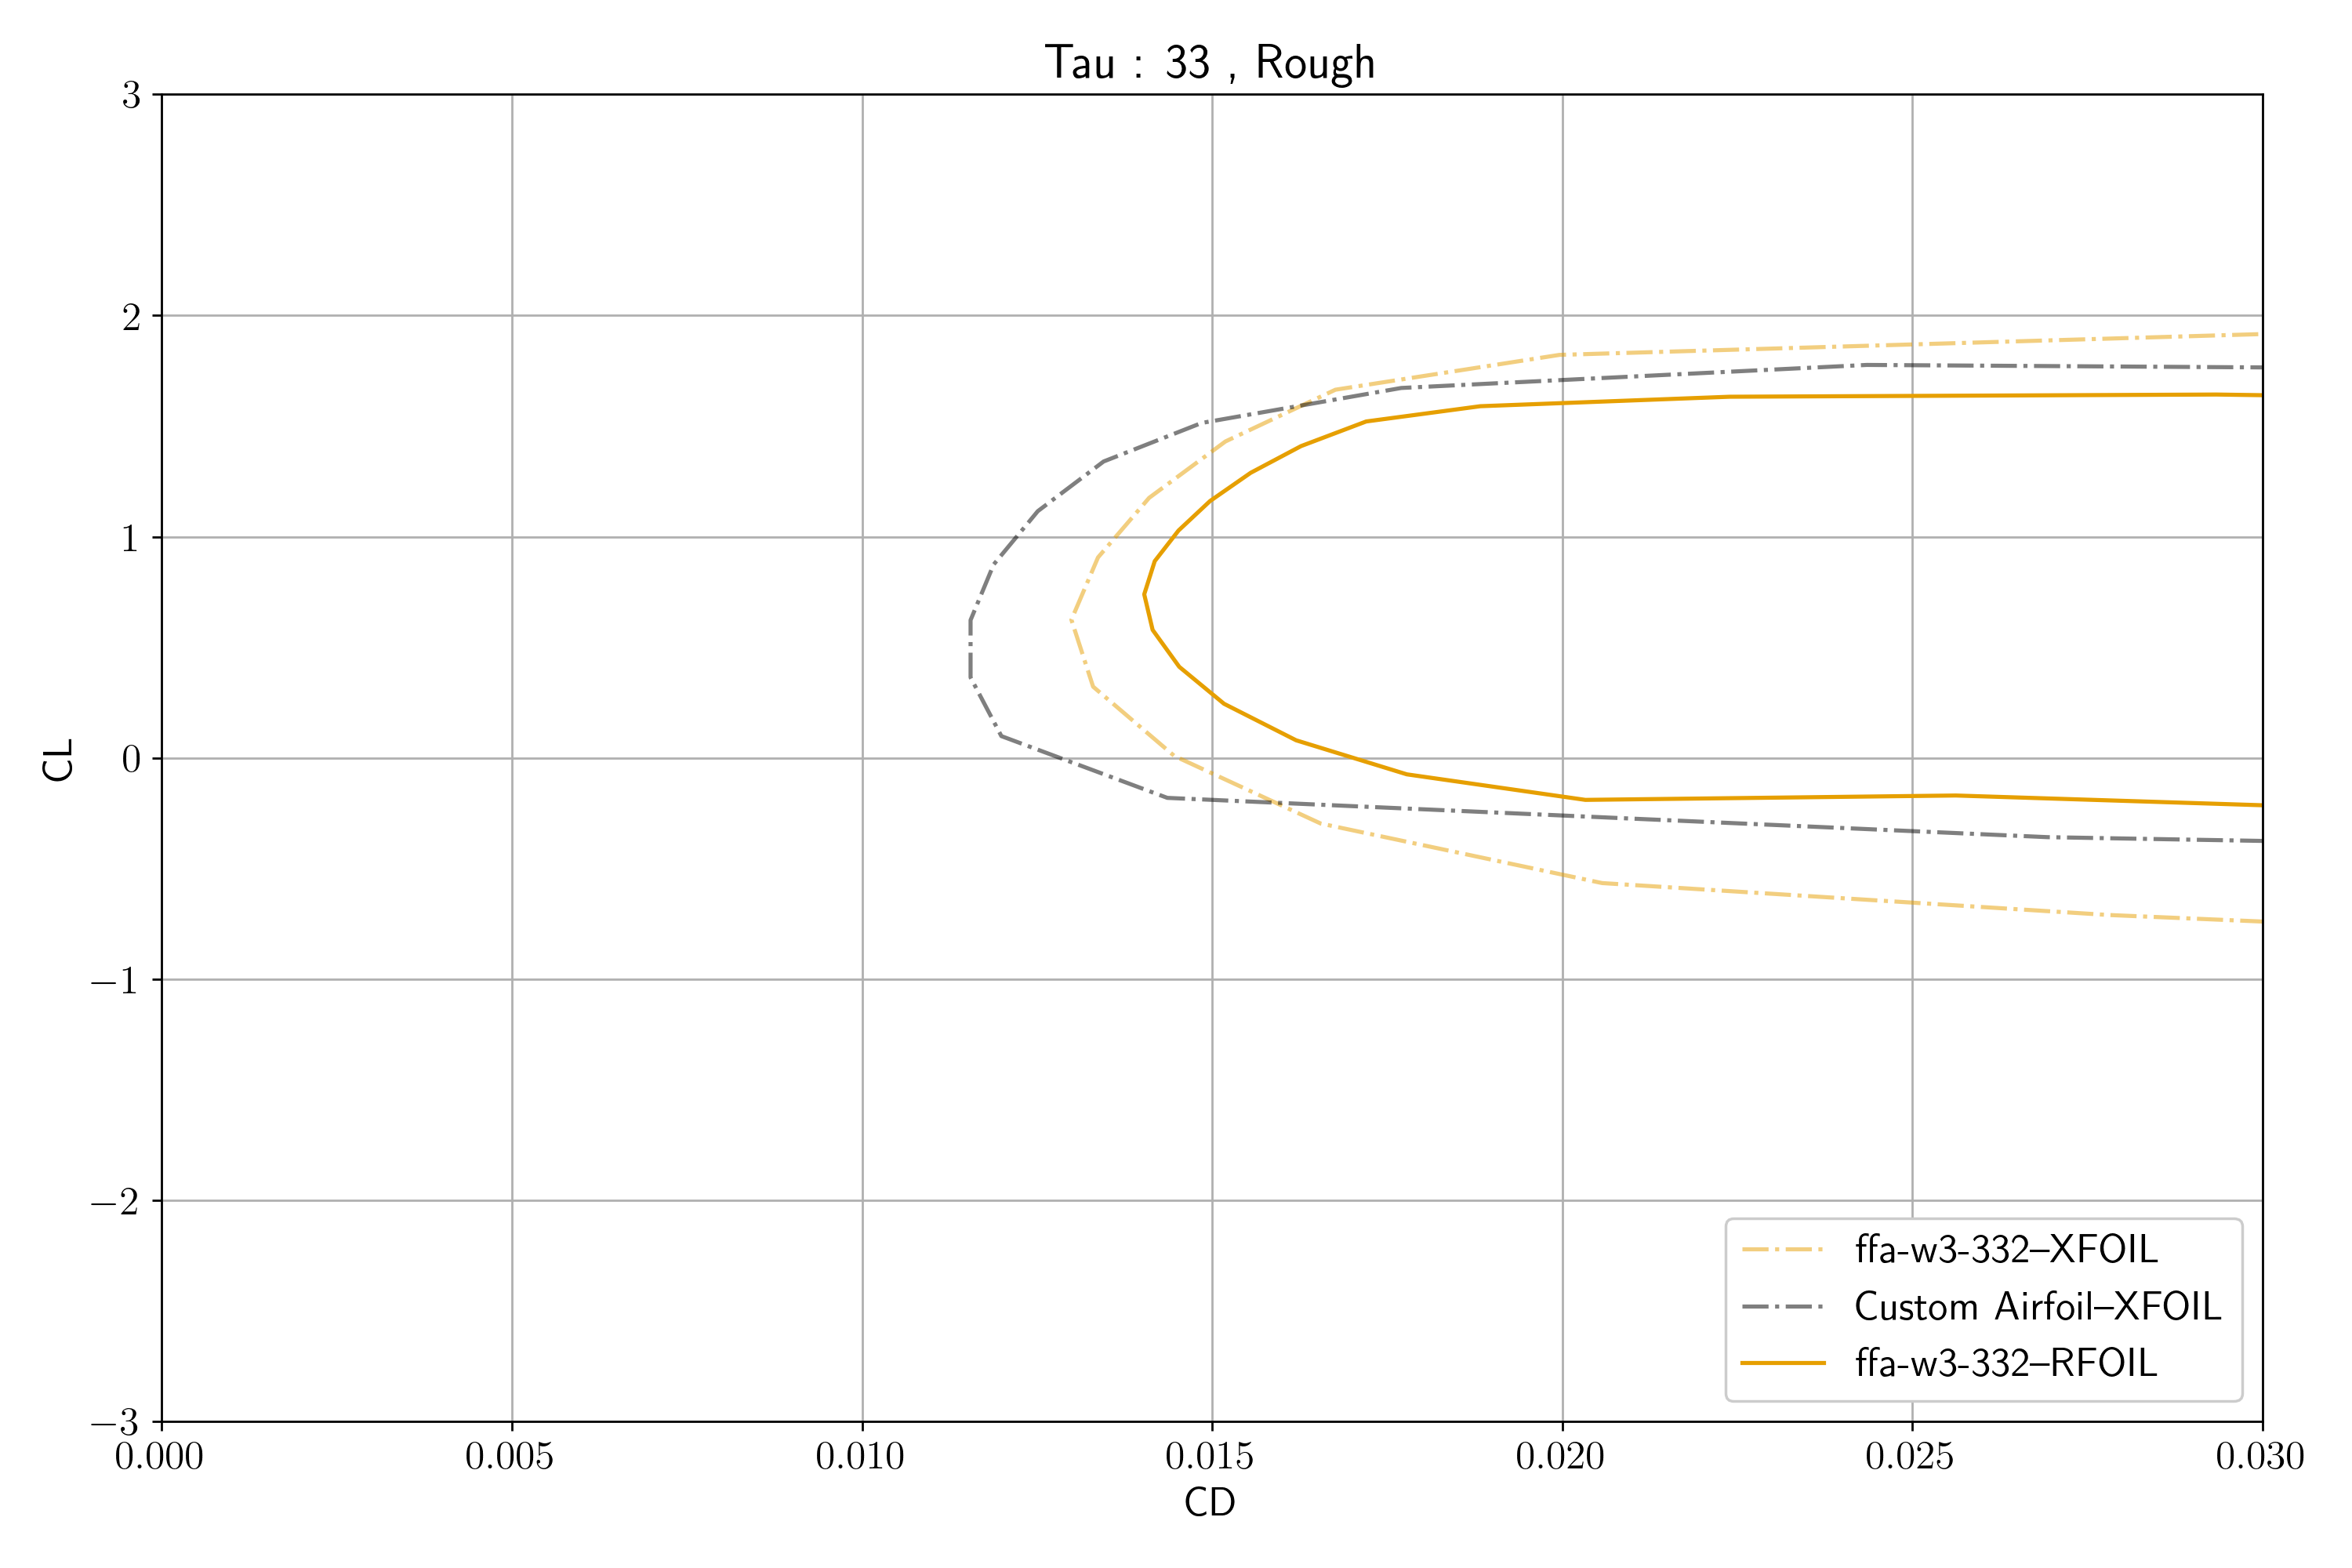 Tau : 33 , Rough
3
2
1
0
−1
−2
−3
CL
0.000 0.005 0.010 0.015 0.020 0.025 0.030
CD
ffa-w3-332–XFOIL
Custom Airfoil–XFOIL
ffa-w3-332–RFOIL